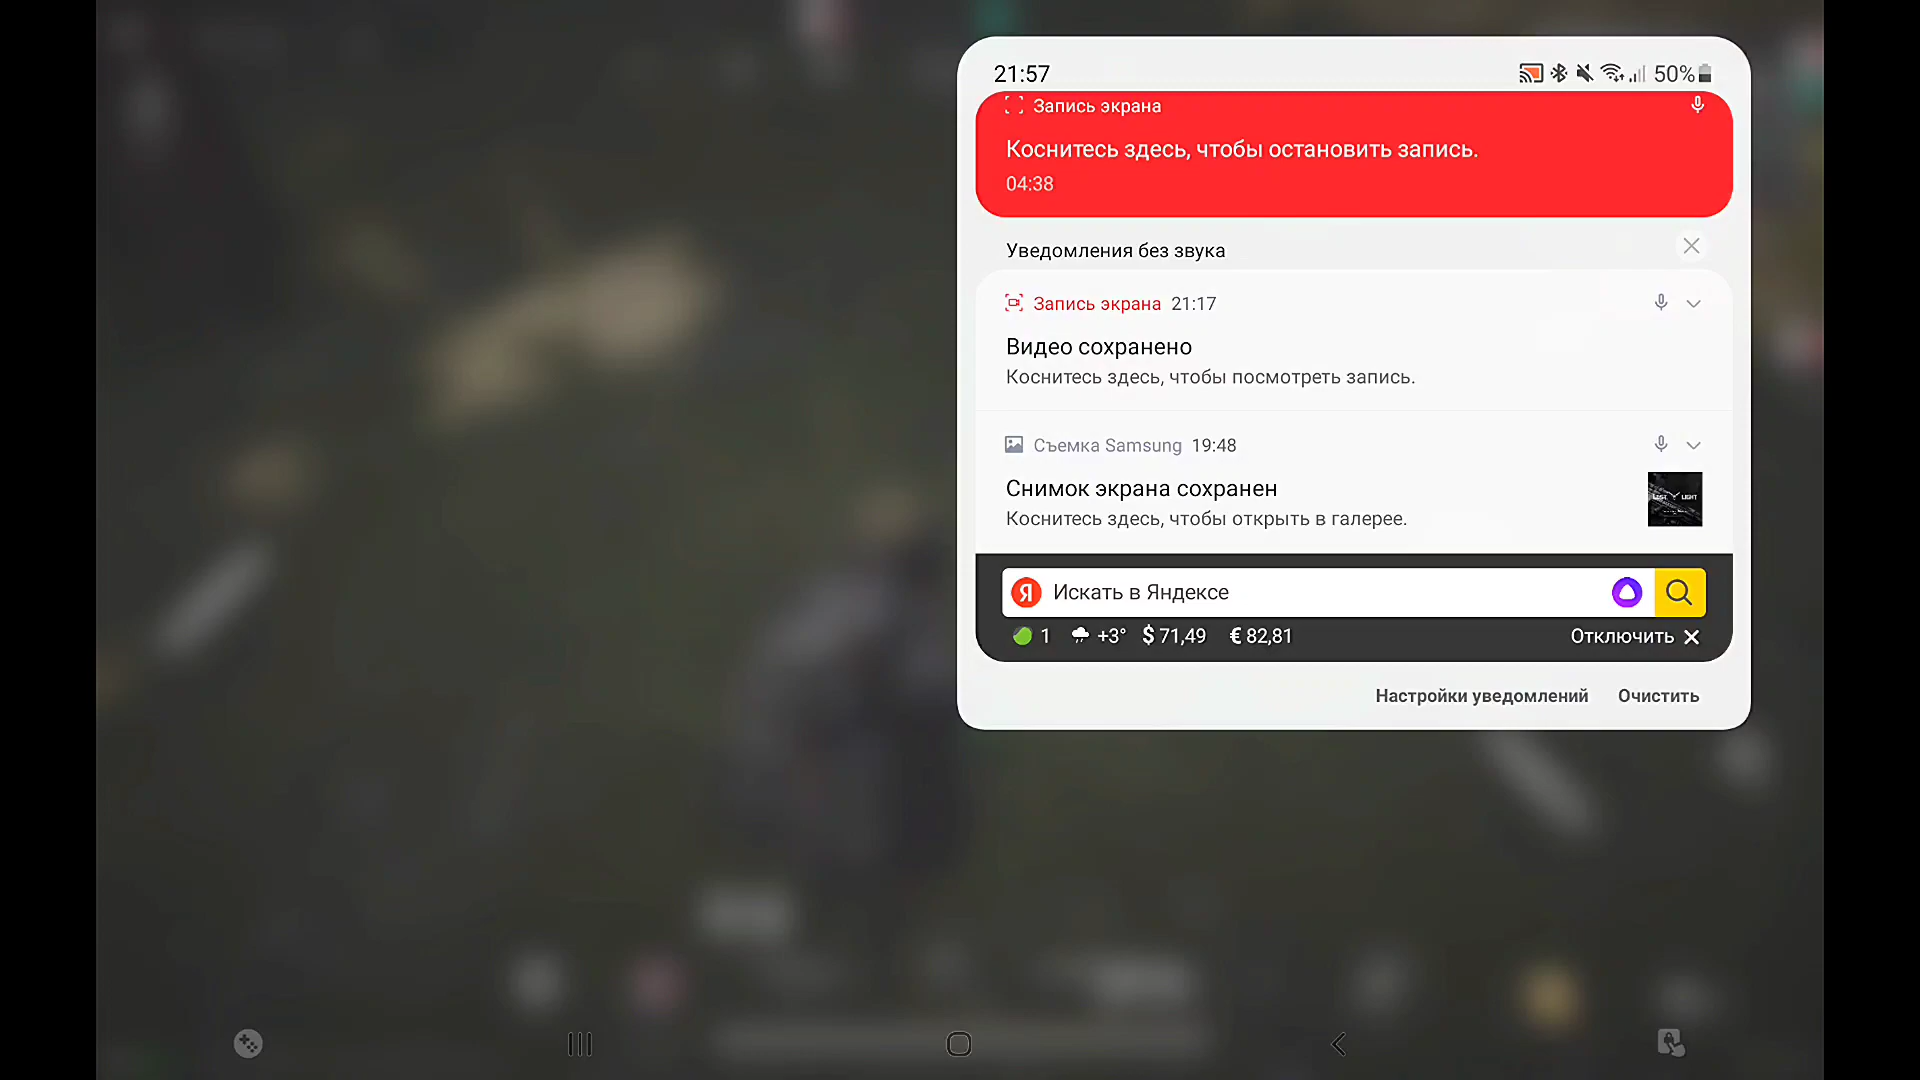 21:57
50%
Запись экрана
Коснитесь здесь, чтобы остановить запись.
04:38
Уведомления без звука
Запись экрана 21:17
Видео сохранено
Коснитесь здесь, чтобы посмотреть запись.
Съемка Samsung 19:48
Снимок экрана сохранен
LOST LIGHT
Коснитесь здесь, чтобы открыть в галерее.
Я Искать в Яндексе
1 +3° $ 71,49 € 82,81 Отключить
Настройки уведомлений Очистить